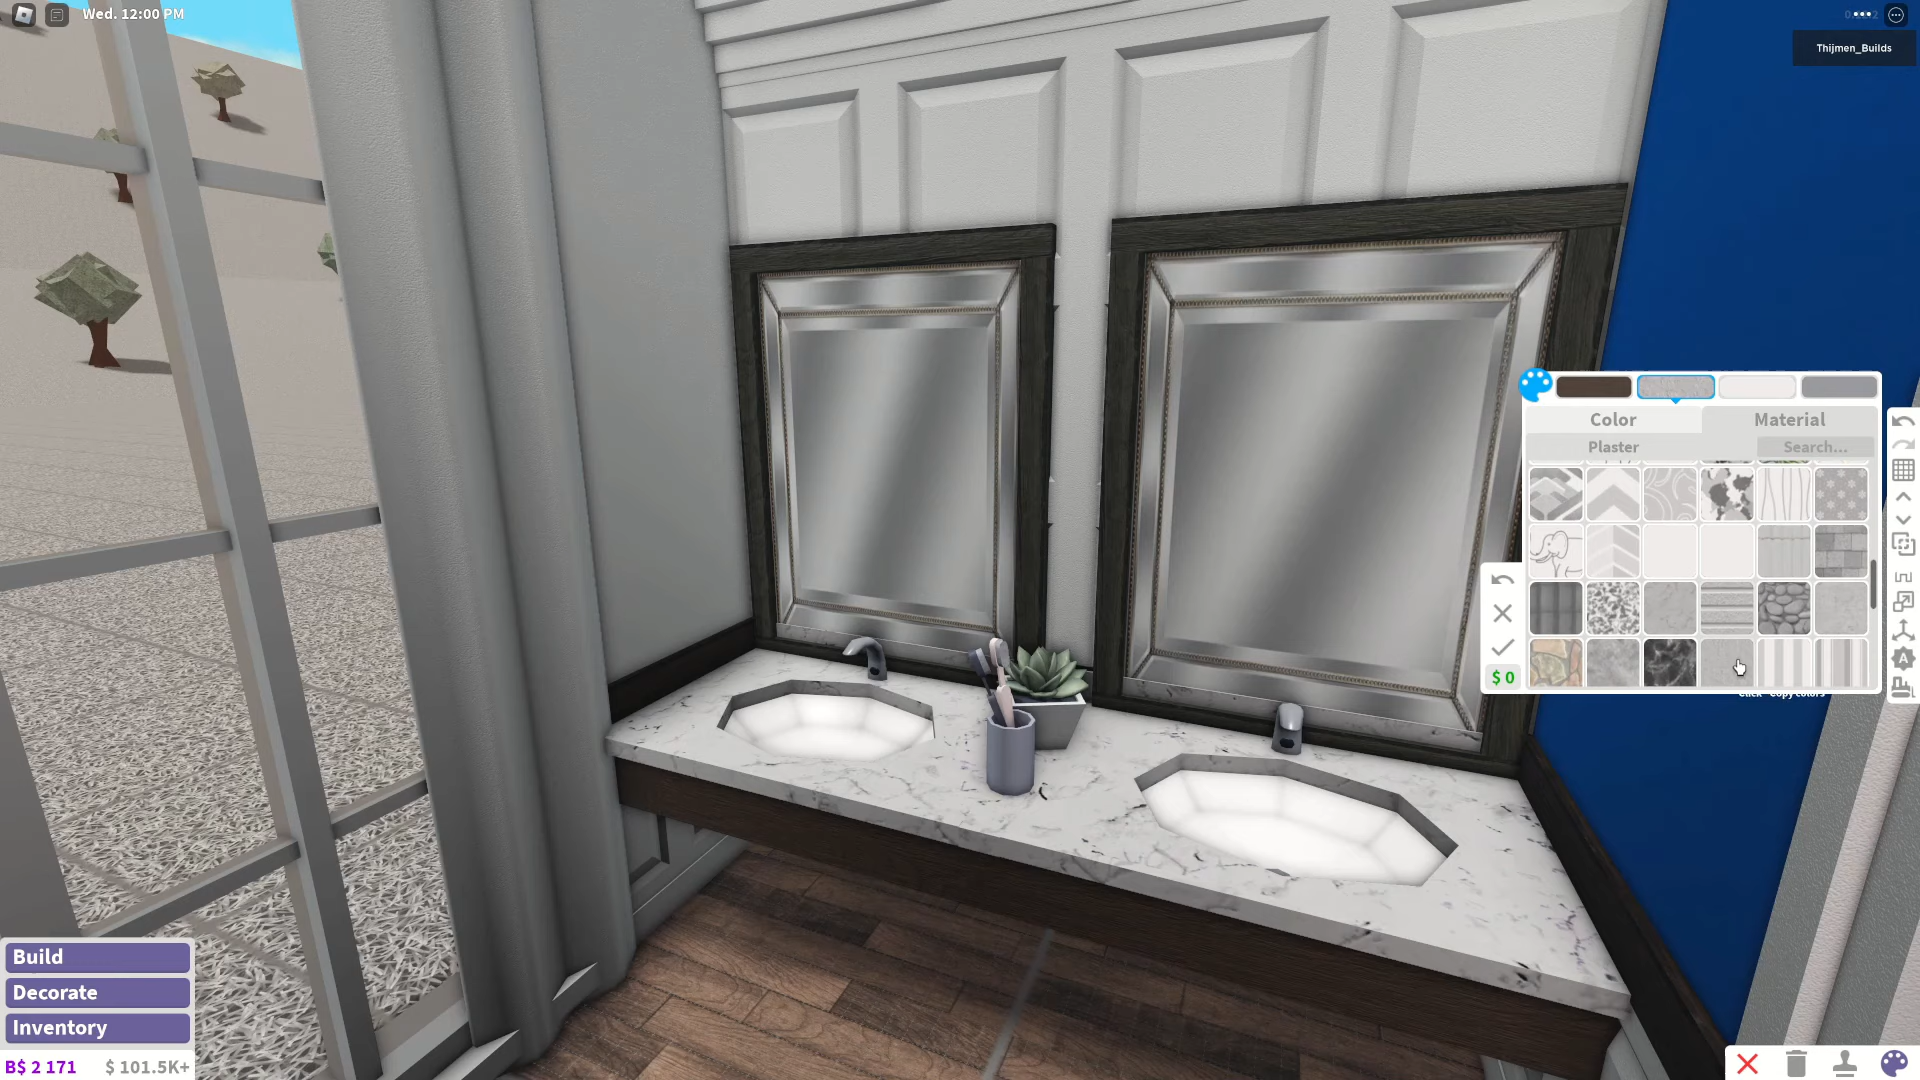 Wed. 12:00 PM
Thijmen_Builds
Color
Material
Plaster
Search...
$ 0
Build
Decorate
Inventory
B$ 2 171
$ 101.5K+